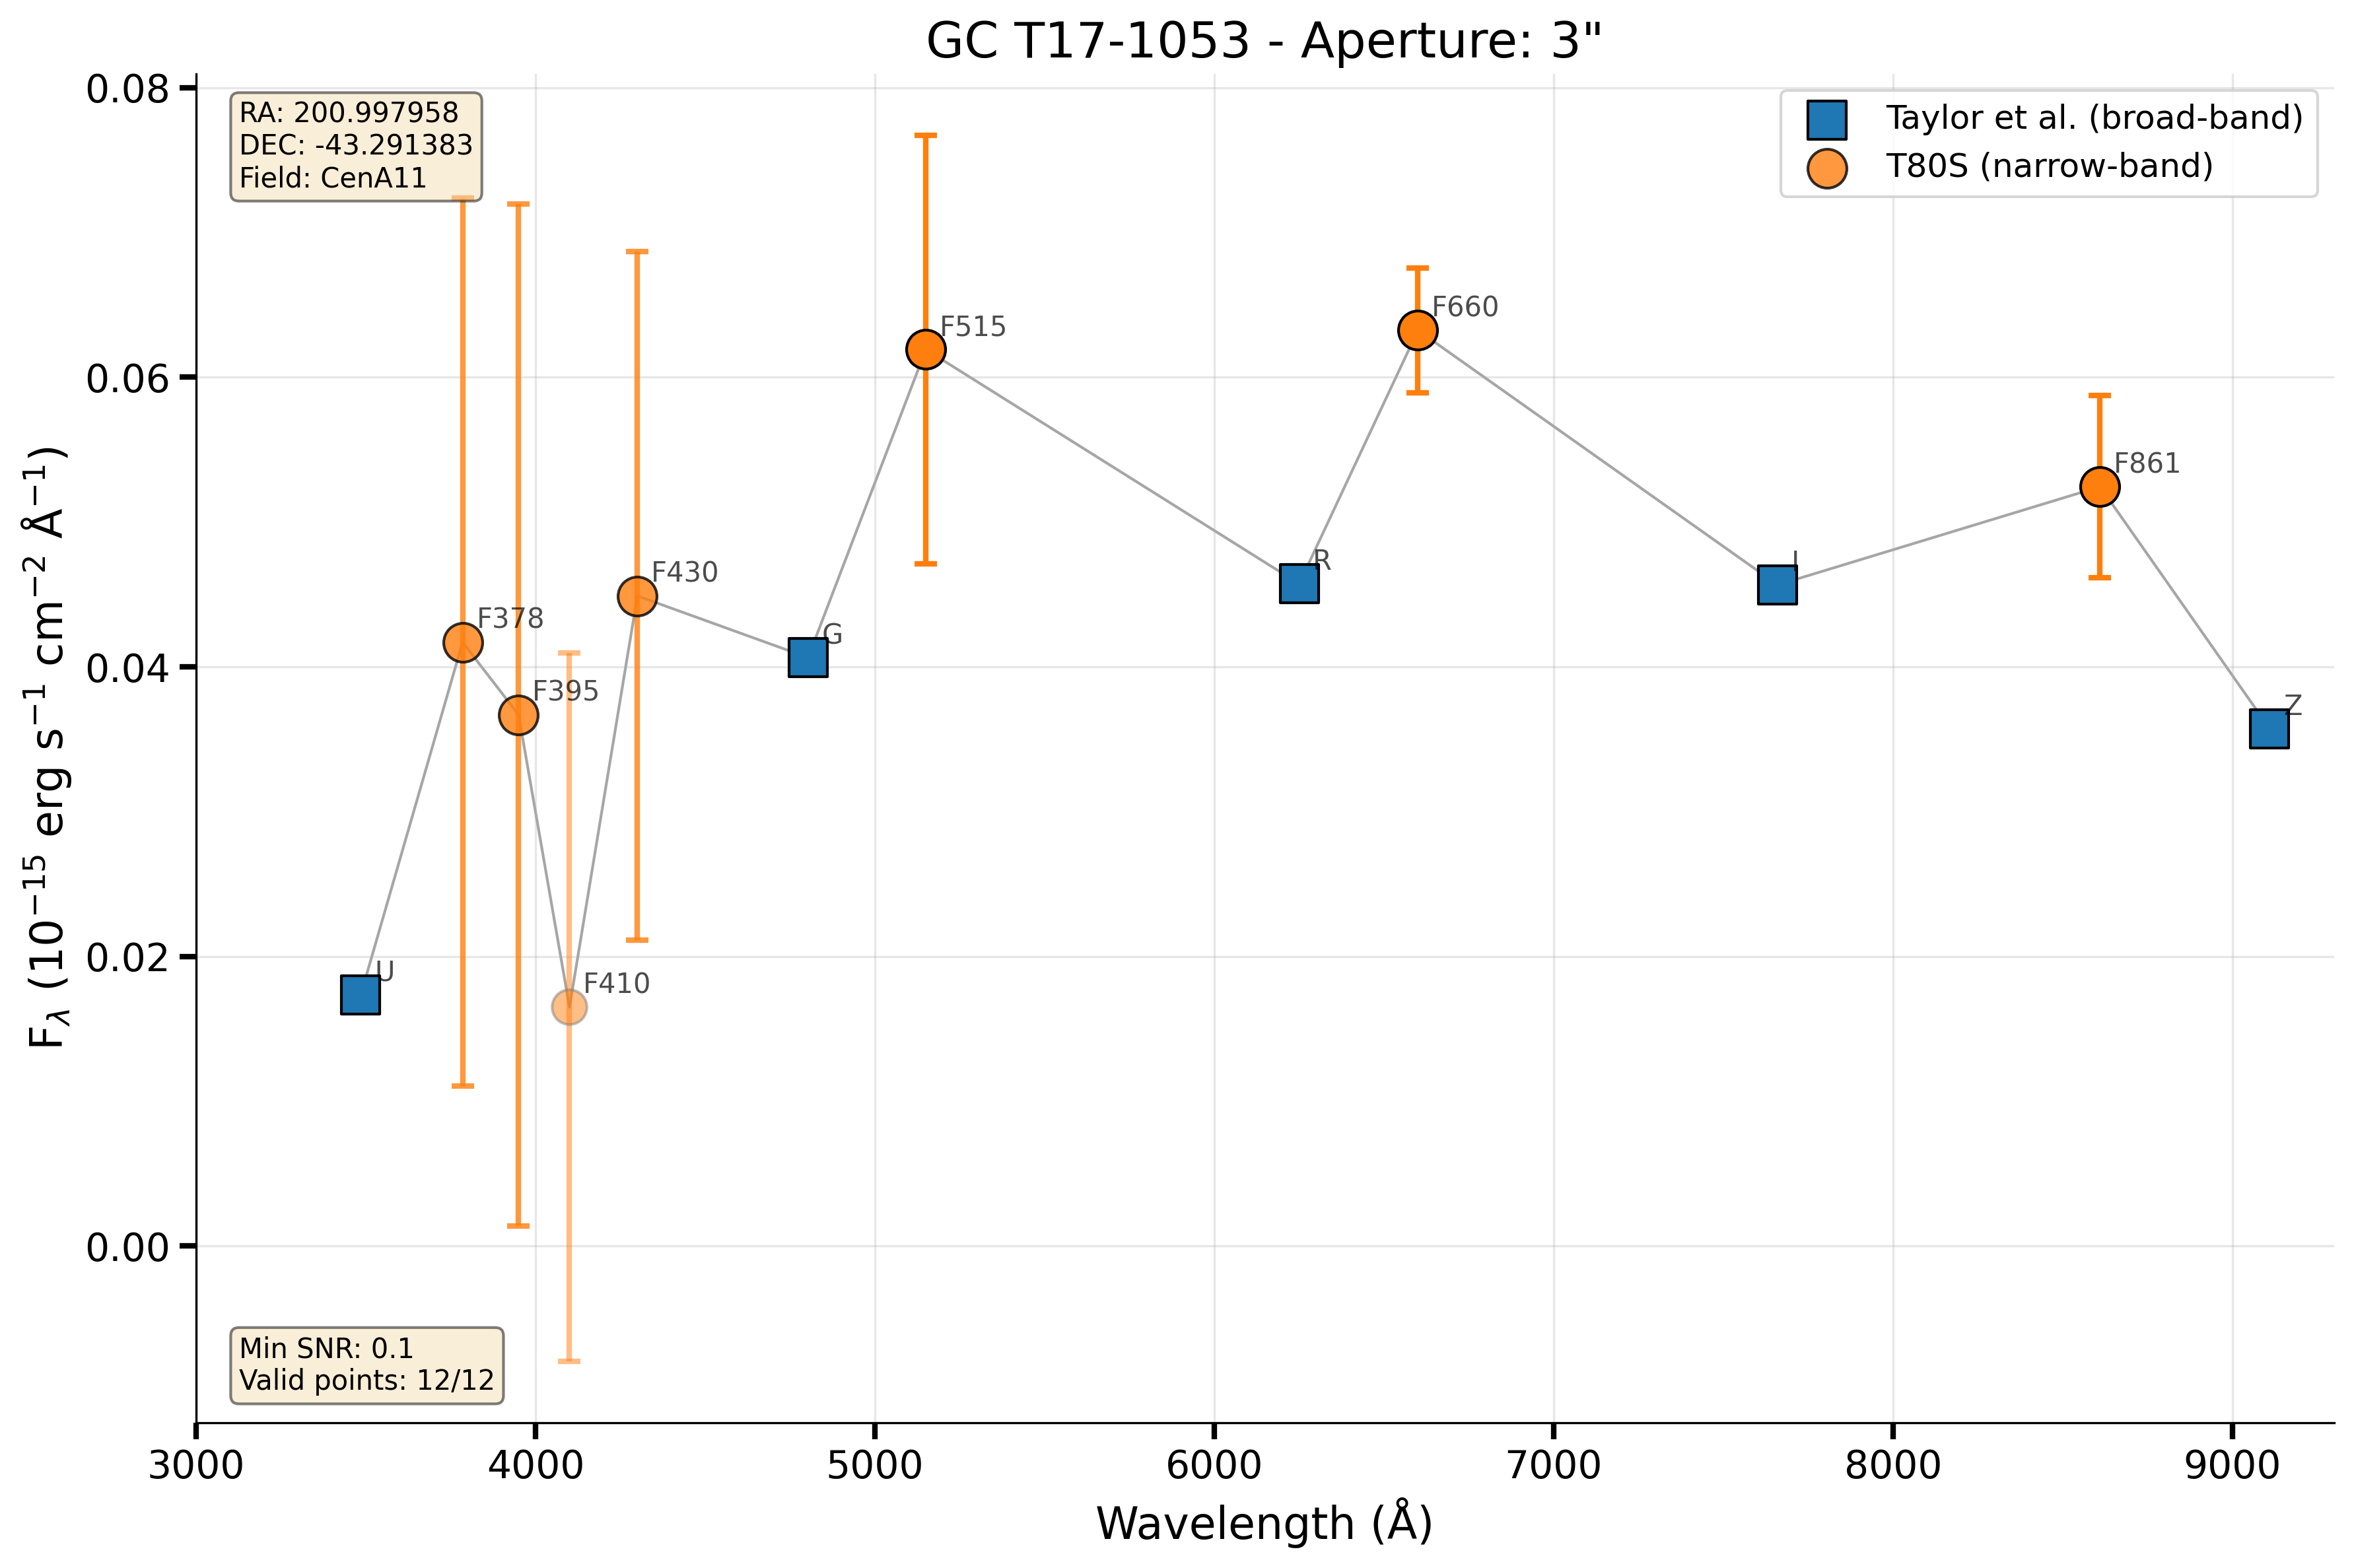 GC T17-1053 - Aperture: 3"
RA: 200.997958
DEC: -43.291383
Field: CenA11
Taylor et al. (broad-band)
T80S (narrow-band)
0.08
0.06
0.04
0.02
0.00
F515
F660
F861
R
I
F430
F378
G
F395
Z
U
F410
Min SNR: 0.1
Valid points: 12/12
3000 4000 5000 6000 7000 8000 9000
Wavelength (Å)
F$_λ$ (10⁻¹⁵ erg s⁻¹ cm⁻² Å⁻¹)